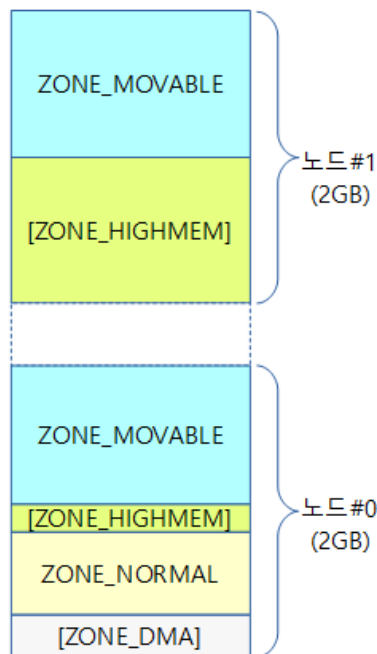 ZONE_MOVABLE
노드#1
(2GB)
[ZONE_HIGHMEM]
ZONE_MOVABLE
[ZONE_HIGHMEM]
노드#0
(2GB)
ZONE_NORMAL
[ZONE_DMA]